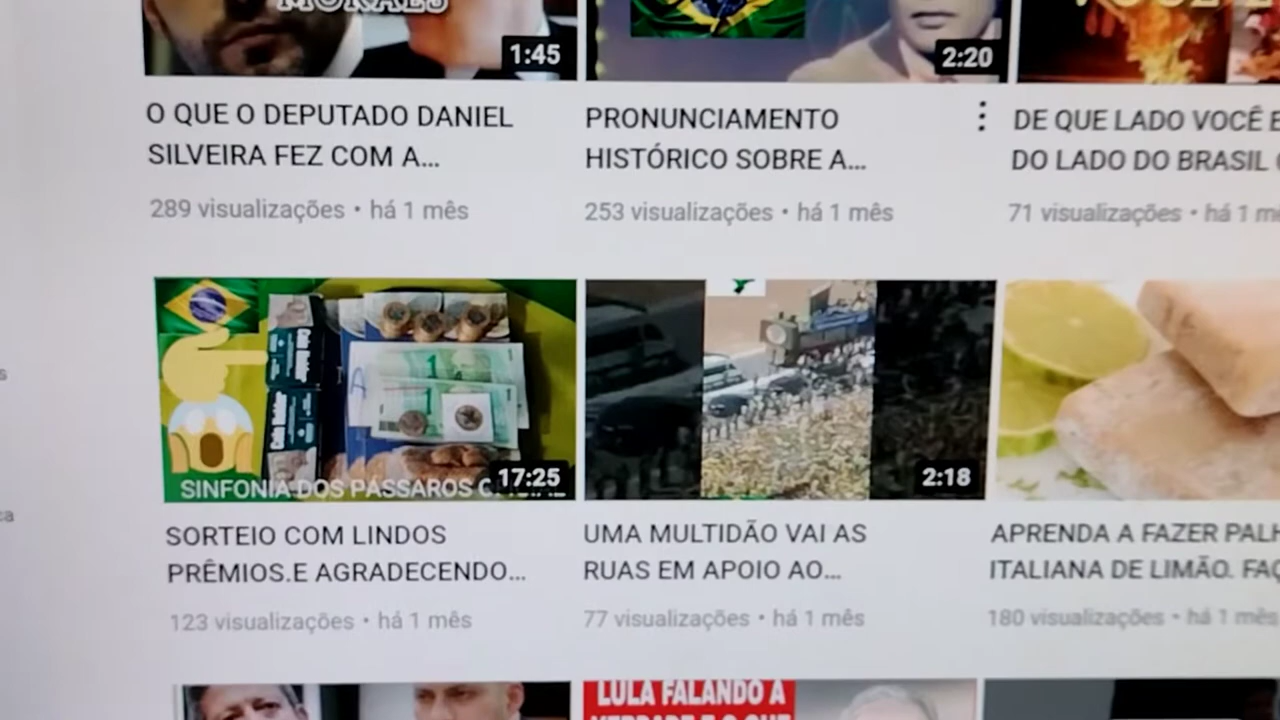 MORAES
1:45
2:20
O QUE O DEPUTADO DANIEL
SILVEIRA FEZ COM A...
289 visualizações • há 1 mês
PRONUNCIAMENTO
HISTÓRICO SOBRE A...
253 visualizações • há 1 mês
DE QUE LADO VOCÊ E
DO LADO DO BRASIL
71 visualizações • há 1 m
SINFONIA DOS PÁSSAROS
17:25
2:18
SORTEIO COM LINDOS
PRÊMIOS.E AGRADECENDO...
123 visualizações • há 1 mês
UMA MULTIDÃO VAI AS
RUAS EM APOIO AO...
77 visualizações • há 1 mês
APRENDA A FAZER PALH
ITALIANA DE LIMÃO. FAÇ
180 visualizações • há 1 mês
LULA FALANDO A